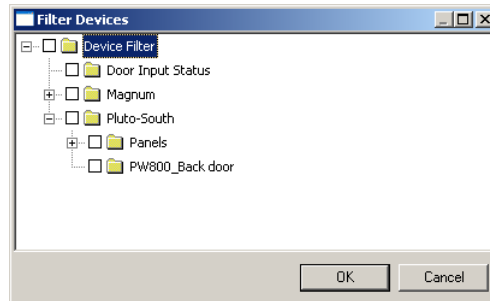 Filter Devices
Device Filter
Door Input Status
Magnum
Pluto-South
Panels
PW800_Back door
OK
Cancel